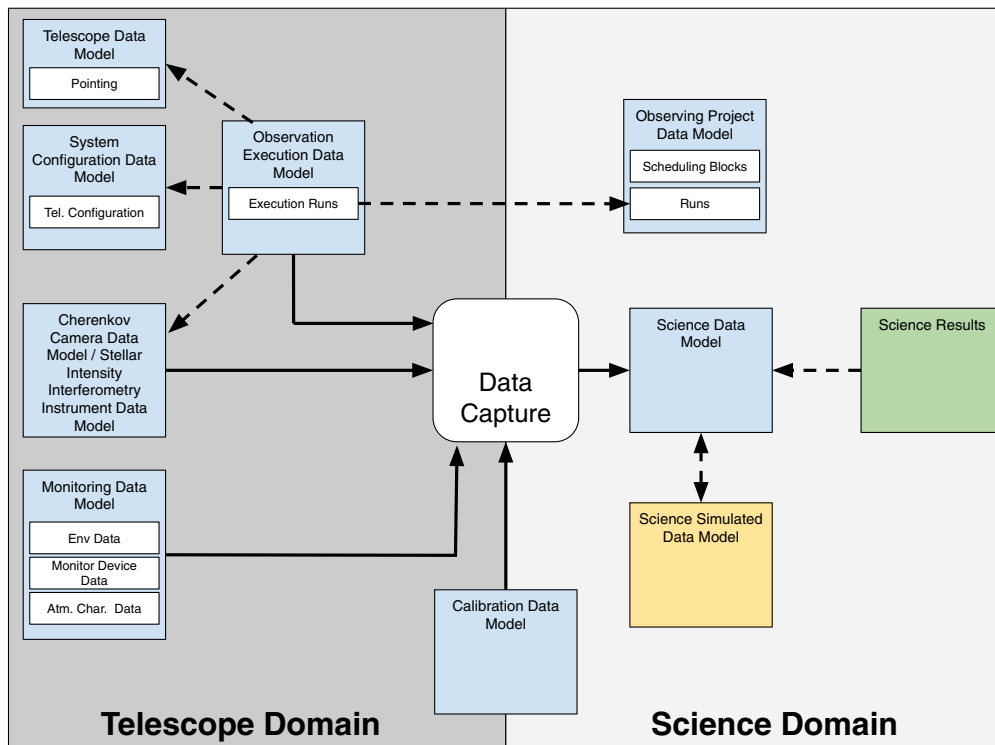 Telescope Data
Model
Pointing
System
Configuration Data
Model
Tel. Configuration
Observation
Execution Data
Model
Execution Runs
Observing Project
Data Model
Scheduling Blocks
Runs
Cherenkov
Camera Data
Model / Stellar
Intensity
Interferometry
Instrument Data
Model
Data
Capture
Science Data
Model
Science Results
Monitoring Data
Model
Env Data
Monitor Device
Data
Atm. Char. Data
Calibration Data
Model
Science Simulated
Data Model
Telescope Domain
Science Domain